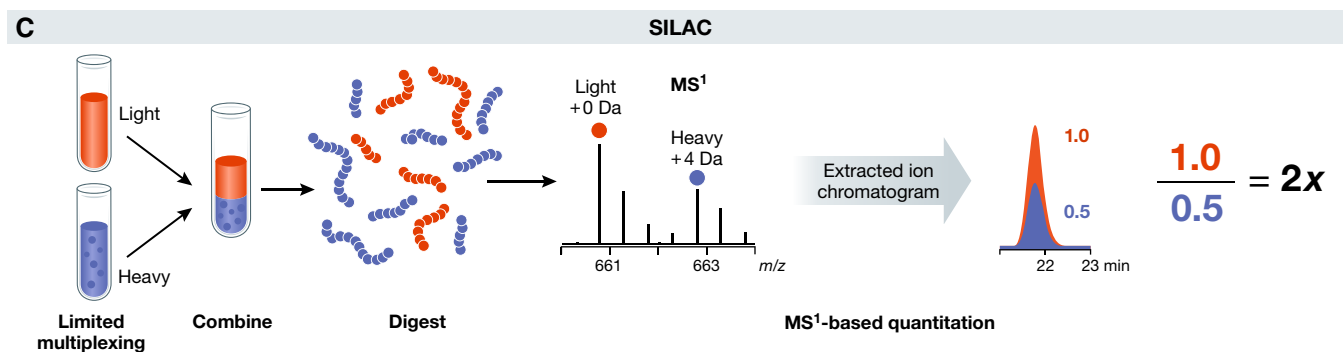 C
SILAC
Light
Heavy
Limited
multiplexing
Combine
Digest
Light
+0 Da
MS¹
Heavy
+4 Da
661
663
m/z
Extracted ion
chromatogram
MS¹-based quantitation
1.0
0.5
22
23 min
1.0
0.5
= 2x